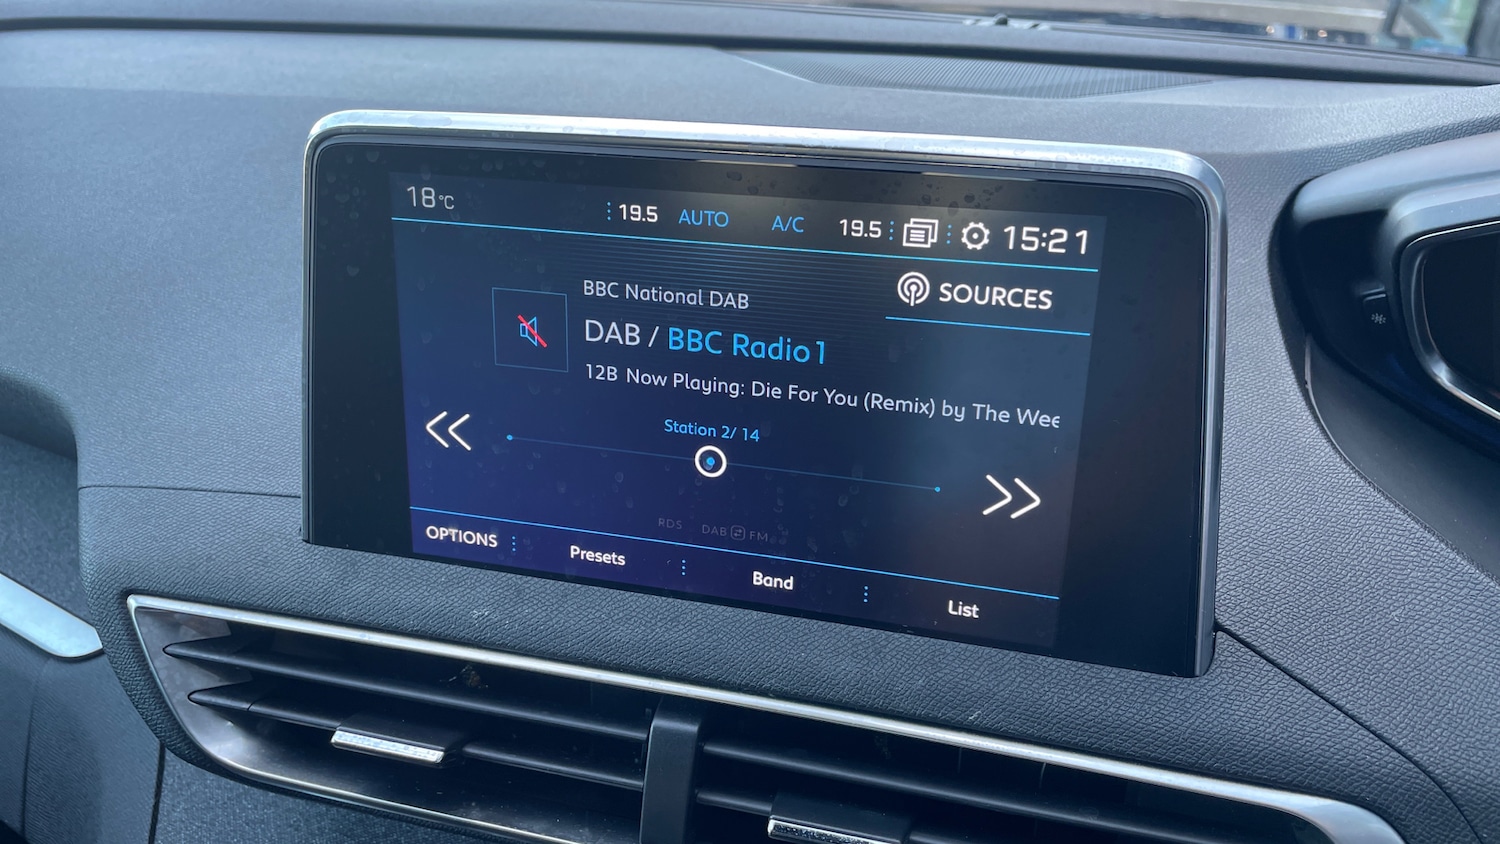 18°C 19.5 AUTO A/C 19.5 15:21
SOURCES
BBC National DAB
DAB / BBC Radio 1
12B Now Playing: Die For You (Remix) by The Wee
Station 2/ 14
RDS DAB FM
OPTIONS Presets Band List